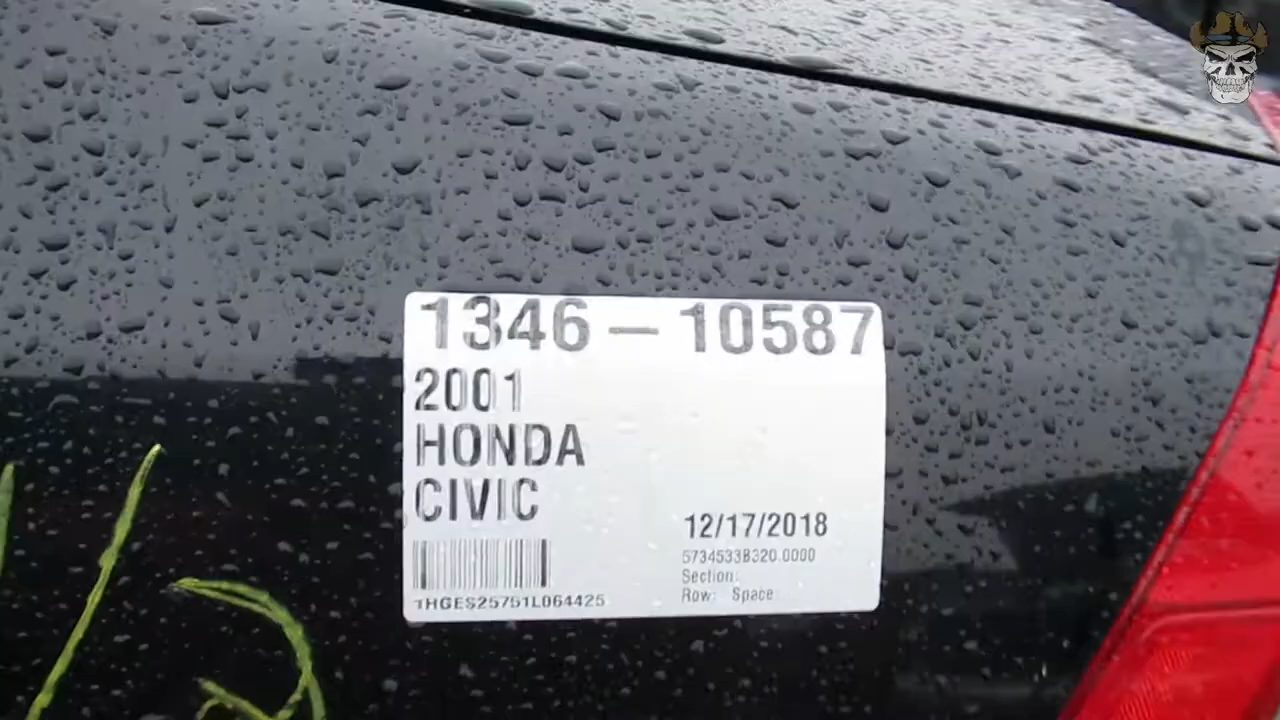 1346 – 10587
2001
HONDA
CIVIC
12/17/2018
5734533B320.0000
Section:
Row: Space
1HGES25751L064425